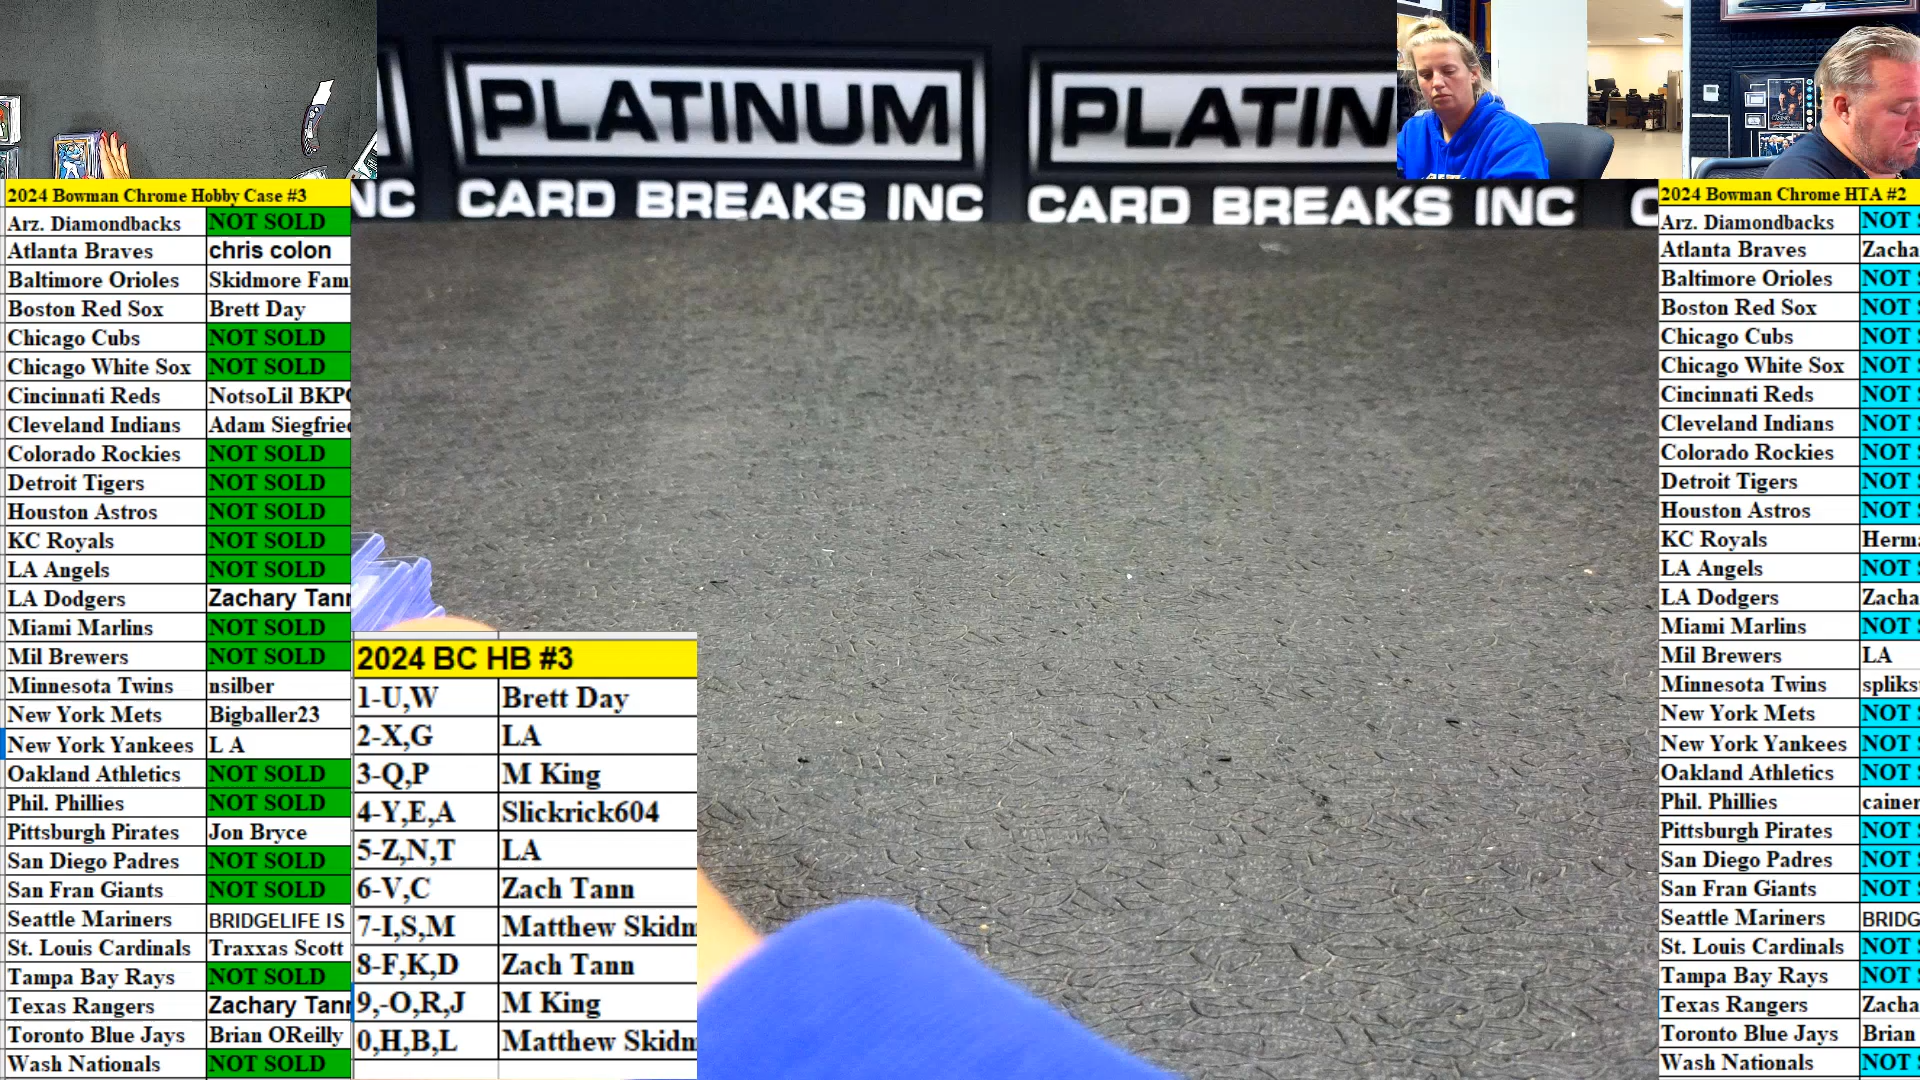 PLATINUM
PLATIN
NC CARD BREAKS INC CARD BREAKS INC C
2024 Bowman Chrome Hobby Case #3
Arz. Diamondbacks NOT SOLD
Atlanta Braves chris colon
Baltimore Orioles Skidmore Fam
Boston Red Sox Brett Day
Chicago Cubs NOT SOLD
Chicago White Sox NOT SOLD
Cincinnati Reds NotsoLil BKP
Cleveland Indians Adam Siegfried
Colorado Rockies NOT SOLD
Detroit Tigers NOT SOLD
Houston Astros NOT SOLD
KC Royals NOT SOLD
LA Angels NOT SOLD
LA Dodgers Zachary Tann
Miami Marlins NOT SOLD
Mil Brewers NOT SOLD
Minnesota Twins nsilber
New York Mets Bigballer23
New York Yankees L A
Oakland Athletics NOT SOLD
Phil. Phillies NOT SOLD
Pittsburgh Pirates Jon Bryce
San Diego Padres NOT SOLD
San Fran Giants NOT SOLD
Seattle Mariners BRIDGELIFE IS
St. Louis Cardinals Traxxas Scott
Tampa Bay Rays NOT SOLD
Texas Rangers Zachary Tann
Toronto Blue Jays Brian OReilly
Wash Nationals NOT SOLD
2024 BC HB #3
1-U,W Brett Day
2-X,G LA
3-Q,P M King
4-Y,E,A Slickrick604
5-Z,N,T LA
6-V,C Zach Tann
7-I,S,M Matthew Skidm
8-F,K,D Zach Tann
9,-O,R,J M King
0,H,B,L Matthew Skidm
2024 Bowman Chrome HTA #2
Arz. Diamondbacks NOT S
Atlanta Braves Zacha
Baltimore Orioles NOT S
Boston Red Sox NOT S
Chicago Cubs NOT S
Chicago White Sox NOT S
Cincinnati Reds NOT S
Cleveland Indians NOT S
Colorado Rockies NOT S
Detroit Tigers NOT S
Houston Astros NOT S
KC Royals Herma
LA Angels NOT S
LA Dodgers Zacha
Miami Marlins NOT S
Mil Brewers LA
Minnesota Twins spliks
New York Mets NOT S
New York Yankees NOT S
Oakland Athletics NOT S
Phil. Phillies cainer
Pittsburgh Pirates NOT S
San Diego Padres NOT S
San Fran Giants NOT S
Seattle Mariners BRIDG
St. Louis Cardinals NOT S
Tampa Bay Rays NOT S
Texas Rangers Zacha
Toronto Blue Jays Brian
Wash Nationals NOT S